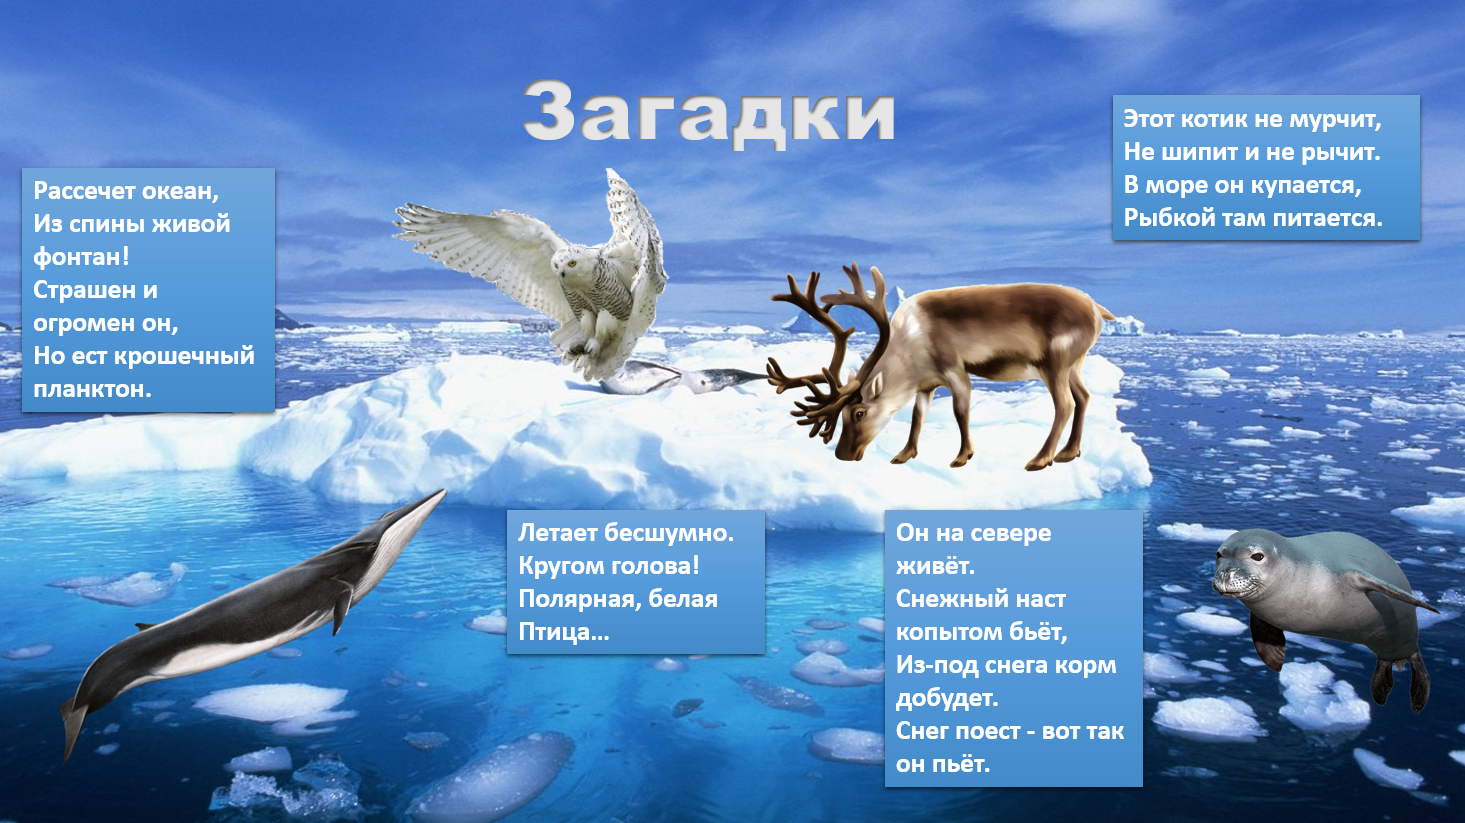 Загадки
Рассечет океан,
Из спины живой
фонтан!
Страшен и
огромен он,
Но ест крошечный
планктон.
Этот котик не мурчит,
Не шипит и не рычит.
В море он купается,
Рыбкой там питается.
Летает бесшумно.
Кругом голова!
Полярная, белая
Птица...
Он на севере
живёт.
Снежный наст
копытом бьёт,
Из-под снега корм
добудет.
Снег поест - вот так
он пьёт.